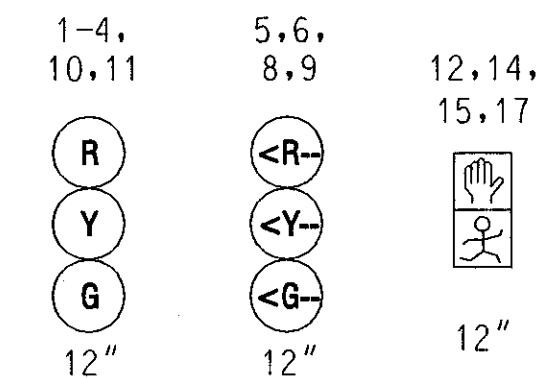 1-4,
10,11
R
Y
G
12"
5,6,
8,9
<R--
<Y--
<G--
12"
12,14,
15,17
12"